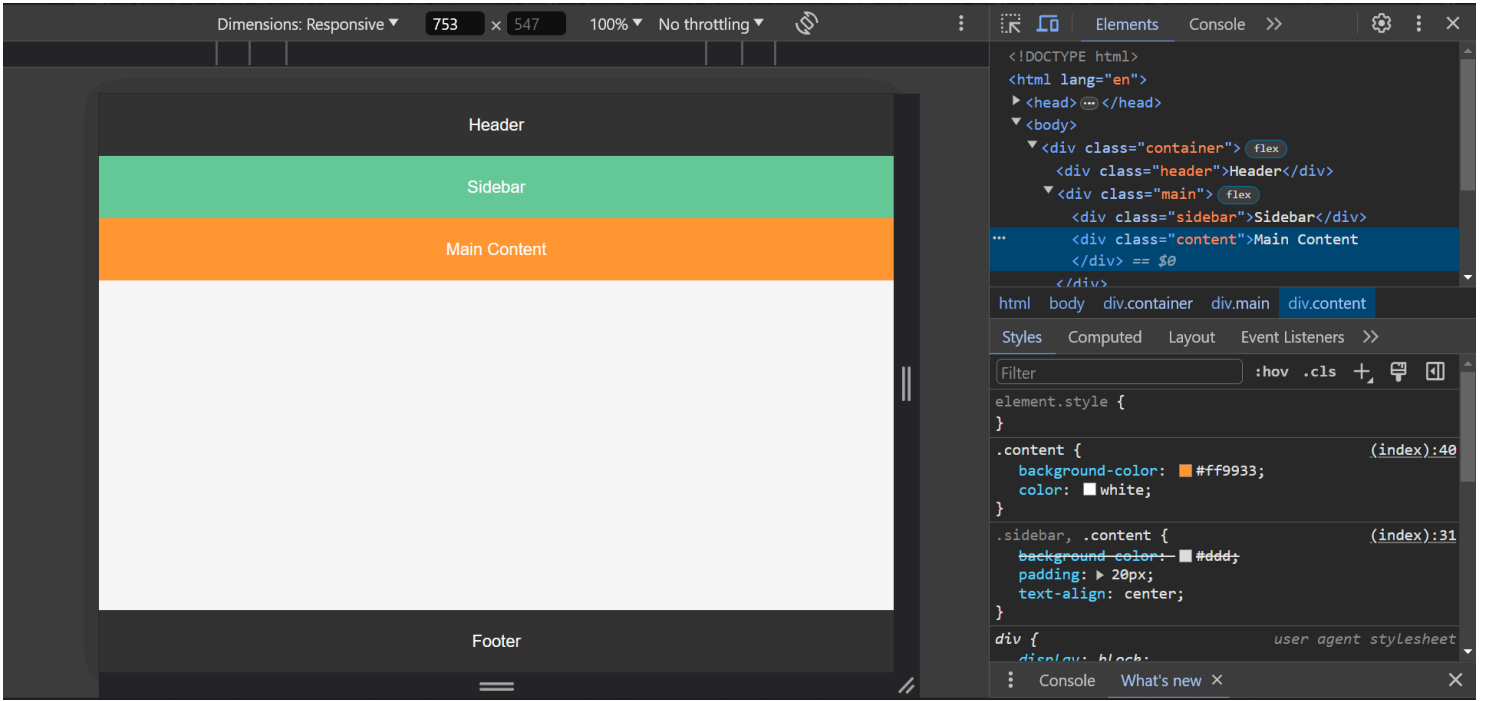 Dimensions: Responsive ▼ 753 × 547 100% ▼ No throttling ▼
Header
Sidebar
Main Content
Footer
Elements Console
<!DOCTYPE html>
<html lang="en">
<head> ⋯ </head>
<body>
<div class="container"> flex
<div class="header">Header</div>
<div class="main"> flex
<div class="sidebar">Sidebar</div>
<div class="content">Main Content
</div> == $0
</div>
html body div.container div.main div.content
Styles Computed Layout Event Listeners
Filter :hov .cls
element.style {
}
.content { (index):40
background-color: #ff9933;
color: white;
}
.sidebar, .content { (index):31
background-color: #ddd;
padding: 20px;
text-align: center;
}
div { user agent stylesheet
display: block;
Console What's new